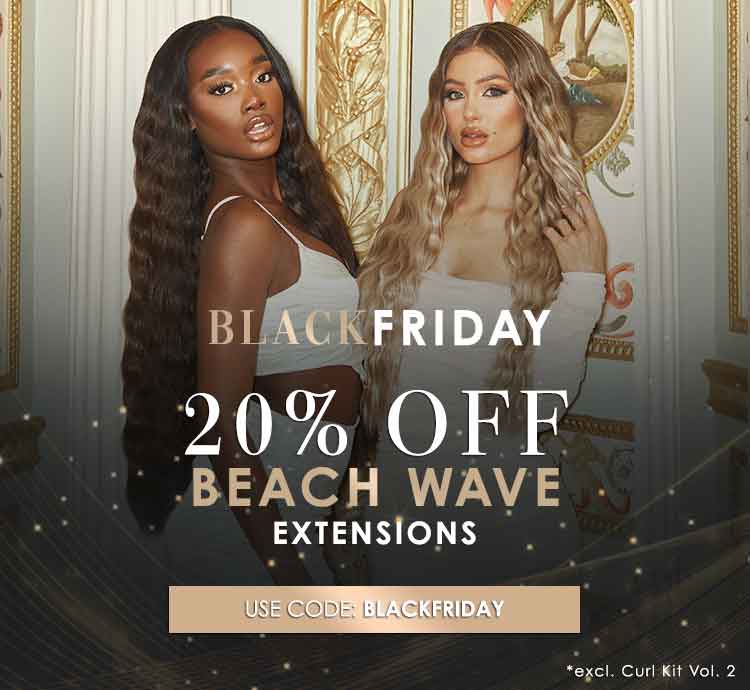 BLACKFRIDAY
20% OFF
BEACH WAVE
EXTENSIONS
USE CODE: BLACKFRIDAY
*excl. Curl Kit Vol. 2